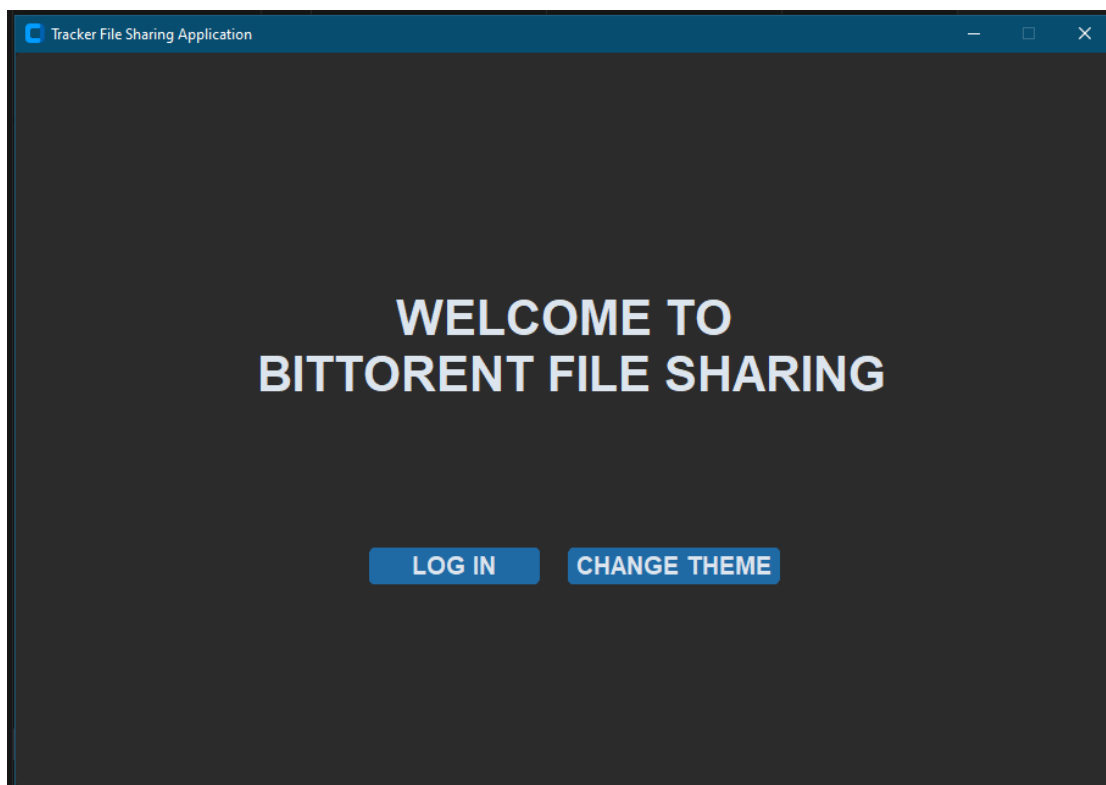 Tracker File Sharing Application
WELCOME TO
BITTORENT FILE SHARING
LOG IN
CHANGE THEME